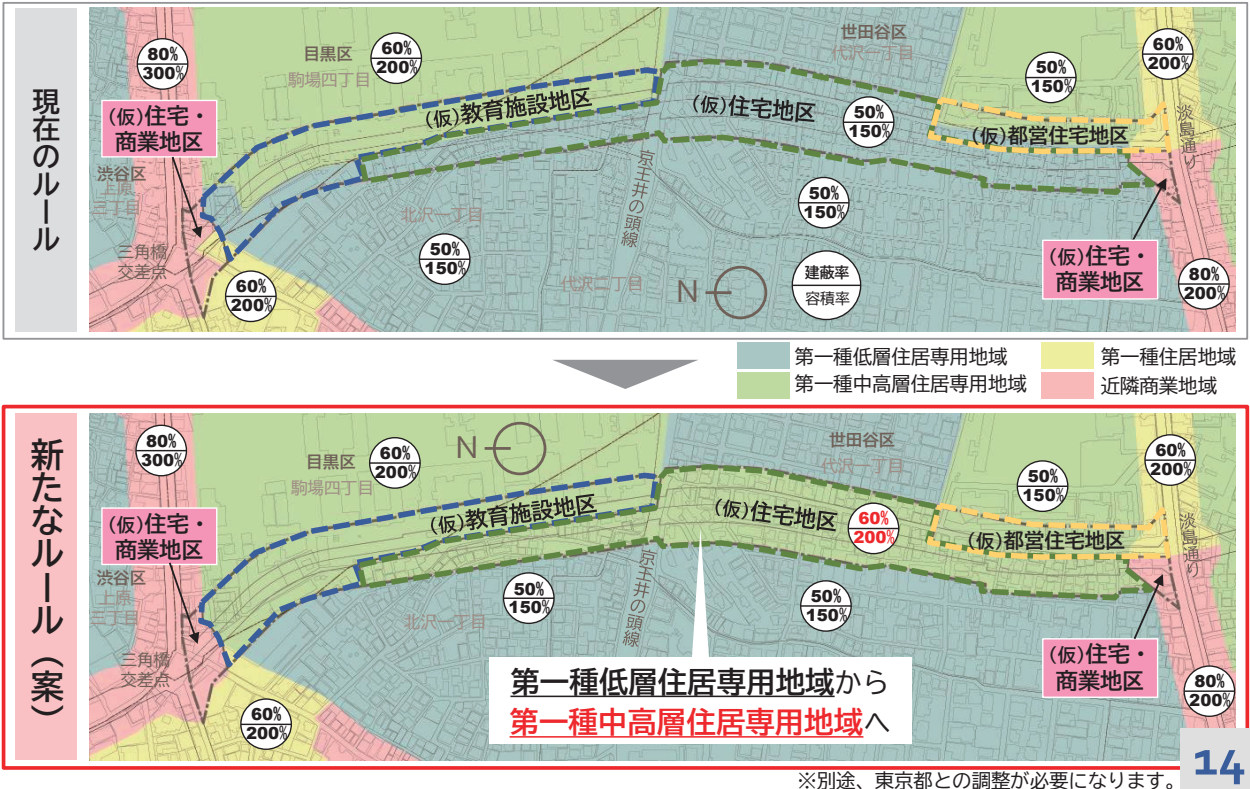 現在のルール
80%
300%
目黒区
駒場四丁目
60%
200%
世田谷区
代沢一丁目
50%
150%
60%
200%
(仮)住宅・
商業地区
(仮)教育施設地区
(仮)住宅地区
50%
150%
(仮)都営住宅地区
淡島通り
渋谷区
上原
三丁目
三角橋
交差点
北沢一丁目
京王井の頭線
50%
150%
50%
150%
代沢二丁目
N
建蔽率
容積率
(仮)住宅・
商業地区
60%
200%
80%
200%
第一種低層住居専用地域
第一種住居地域
第一種中高層住居専用地域
近隣商業地域
新たなルール(案)
80%
300%
目黒区
駒場四丁目
60%
200%
N
世田谷区
代沢一丁目
50%
150%
60%
200%
(仮)住宅・
商業地区
(仮)教育施設地区
(仮)住宅地区
60%
200%
(仮)都営住宅地区
淡島通り
渋谷区
上原
三丁目
三角橋
交差点
北沢一丁目
京王井の頭線
50%
150%
50%
150%
(仮)住宅・
商業地区
60%
200%
80%
200%
第一種低層住居専用地域から
第一種中高層住居専用地域へ
14
※別途、東京都との調整が必要になります。